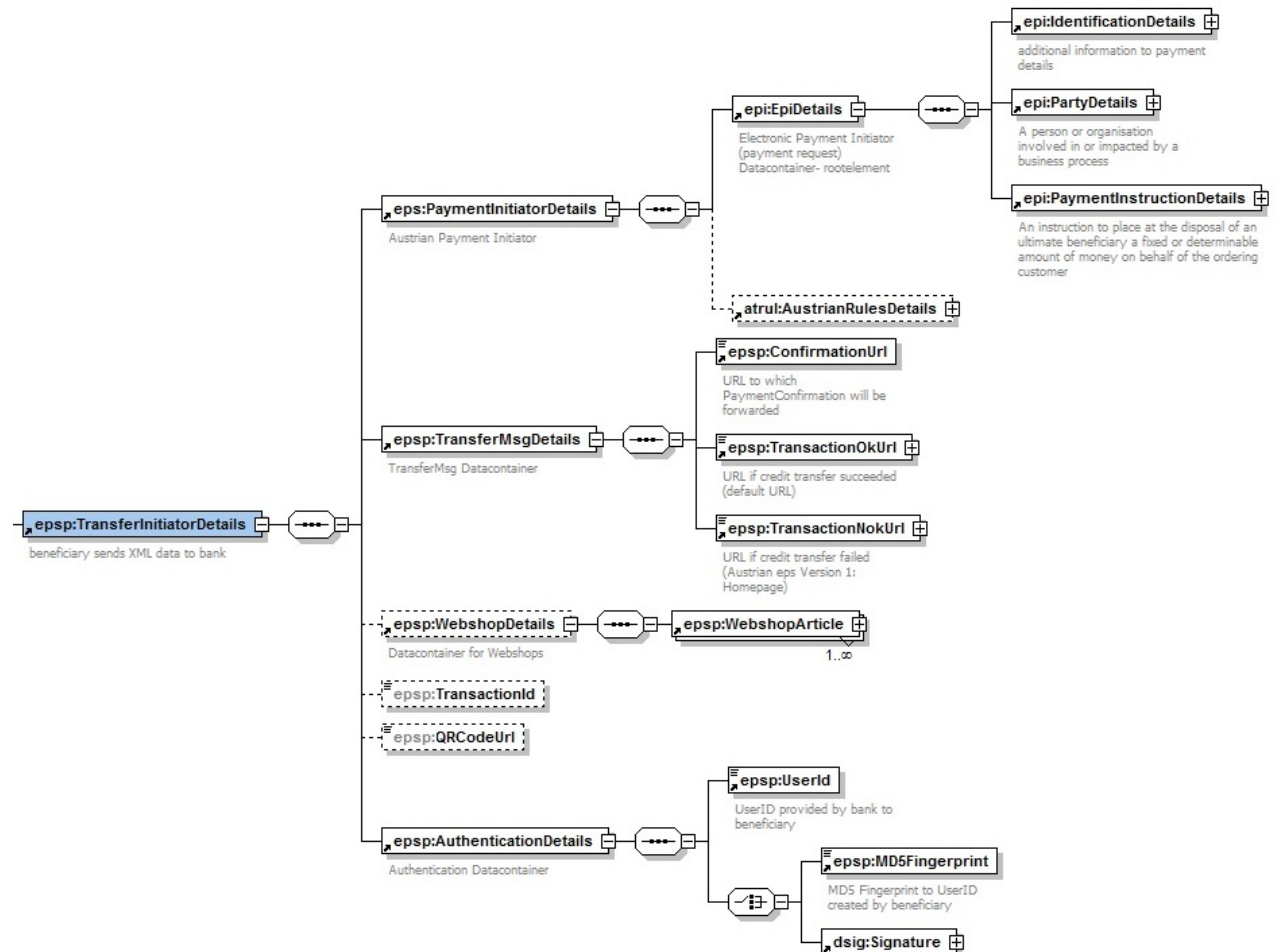 epi:IdentificationDetails
additional information to payment
details
epi:EpiDetails
Electronic Payment Initiator
(payment request)
Datacontainer- rootelement
epi:PartyDetails
A person or organisation
involved in or impacted by a
business process
eps:PaymentInitiatorDetails
Austrian Payment Initiator
epi:PaymentInstructionDetails
An instruction to place at the disposal of an
ultimate beneficiary a fixed or determinable
amount of money on behalf of the ordering
customer
atrul:AustrianRulesDetails
epsp:ConfirmationUrl
URL to which
PaymentConfirmation will be
forwarded
epsp:TransferMsgDetails
TransferMsg Datacontainer
epsp:TransactionOkUrl
URL if credit transfer succeeded
(default URL)
epsp:TransferInitiatorDetails
beneficiary sends XML data to bank
epsp:TransactionNokUrl
URL if credit transfer failed
(Austrian eps Version 1:
Homepage)
epsp:WebshopDetails
Datacontainer for Webshops
epsp:WebshopArticle
1..∞
epsp:TransactionId
epsp:QRCodeUrl
epsp:UserId
UserID provided by bank to
beneficiary
epsp:AuthenticationDetails
Authentication Datacontainer
epsp:MD5Fingerprint
MD5 Fingerprint to UserID
created by beneficiary
dsig:Signature